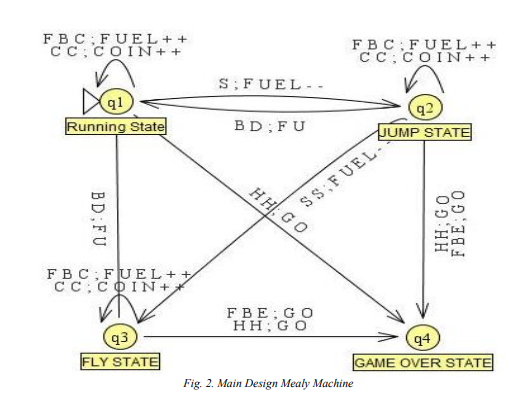 FBC;FUEL++
CC;COIN++
FBC;FUEL++
CC;COIN++
S;FUEL--
q1
q2
BD;FU
Running State
JUMP STATE
SS;FUEL--
BD;FU
HH;GO
HH;GO
FBE;GO
FBC;FUEL++
CC;COIN++
FBE;GO
HH;GO
q3
q4
FLY STATE
GAME OVER STATE
Fig. 2. Main Design Mealy Machine